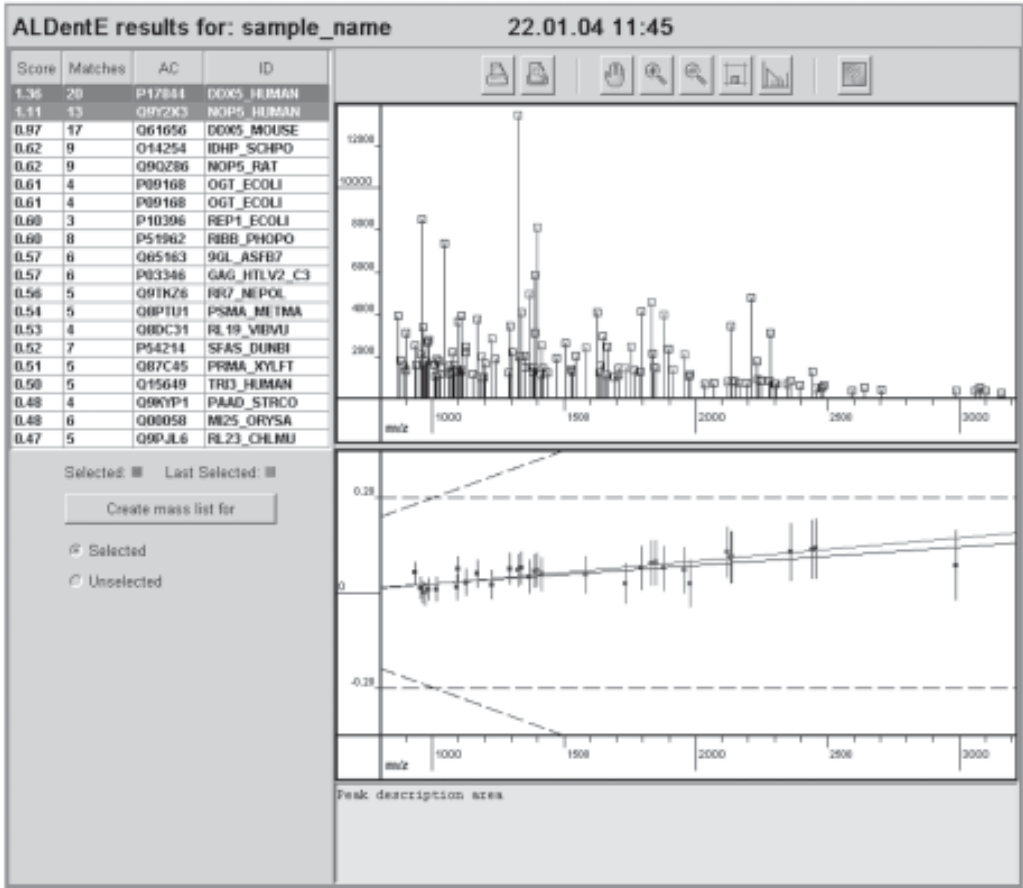 ALDentE results for: sample_name 22.01.04 11:45
Score Matches AC ID
1.36 20 P17844 DDX5_HUMAN
1.11 13 Q9Y2X3 NOP5_HUMAN
0.97 17 Q61656 DDX5_MOUSE
0.62 9 O14254 IDHP_SCHPO
0.62 9 Q9QZ86 NOP5_RAT
0.61 4 P09168 OGT_ECOLI
0.61 4 P09168 OGT_ECOLI
0.60 3 P10396 REP1_ECOLI
0.60 8 P51962 RIBB_PHOPO
0.57 6 Q65163 9GL_ASFB7
0.57 6 P03346 GAG_HTLV2_C3
0.56 5 Q9TKZ6 RR7_NEPOL
0.54 5 Q8PTU1 PSMA_METMA
0.53 4 Q8DC31 RL19_VIBVU
0.52 7 P54214 SFAS_DUNBI
0.51 5 Q87C45 PRMA_XYLFT
0.50 5 Q15649 TRI3_HUMAN
0.48 4 Q9KYP1 PAAD_STRCO
0.48 6 Q00058 MI25_ORYSA
0.47 5 Q9PJL6 RL23_CHLMU
12000
10000
8000
6000
4000
2000
m/z 1000 1500 2000 2500 3000
Selected: Last Selected:
Create mass list for
Selected
Unselected
0.20
0
-0.20
m/z 1000 1500 2000 2500 3000
Peak description area